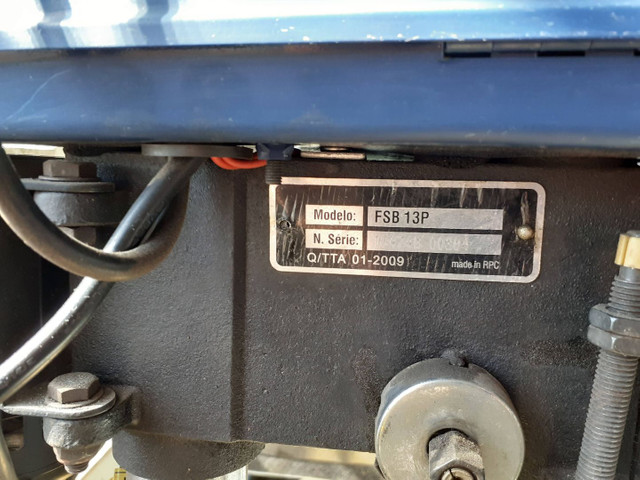 Modelo: FSB 13P
N. Série:
Q/TTA 01-2009
made in RPC